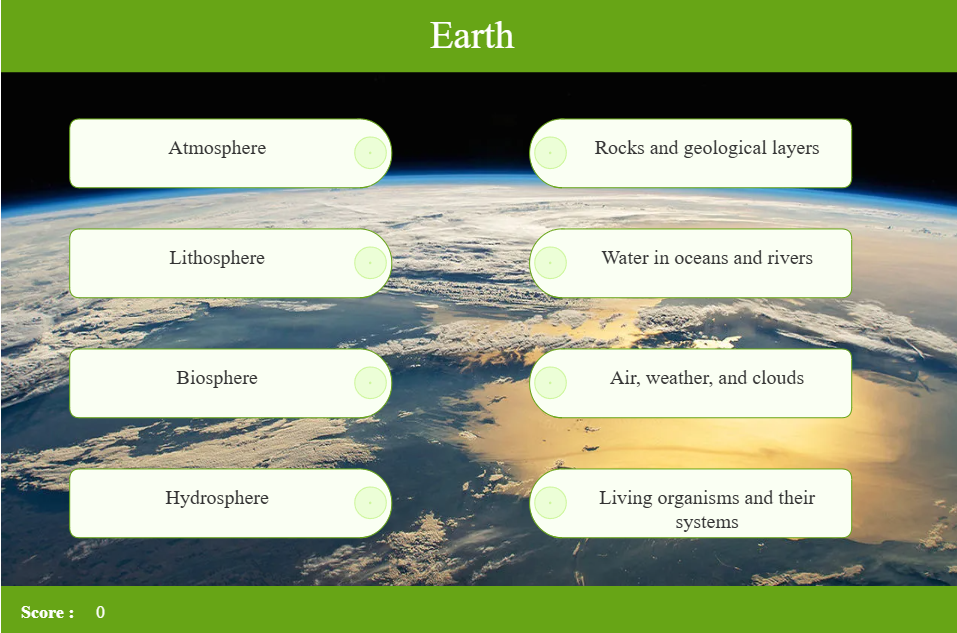 Earth
Atmosphere
Rocks and geological layers
Lithosphere
Water in oceans and rivers
Biosphere
Air, weather, and clouds
Hydrosphere
Living organisms and their
systems
Score : 0